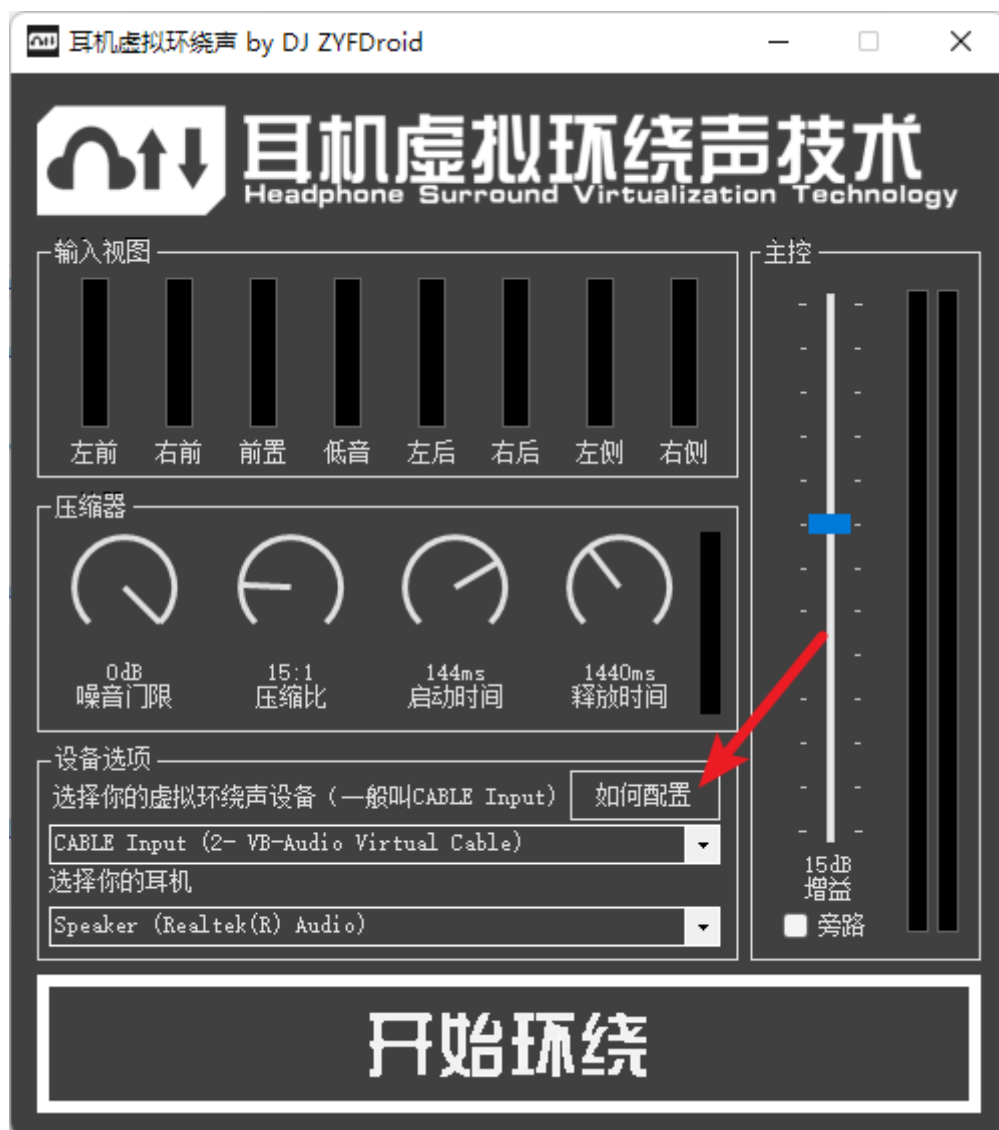 耳机虚拟环绕声 by DJ ZYFDroid
耳机虚拟环绕声技术
Headphone Surround Virtualization Technology
输入视图
左前 右前 前置 低音 左后 右后 左侧 右侧
压缩器
0dB 15:1 144ms 1440ms
噪音门限 压缩比 启动时间 释放时间
设备选项
选择你的虚拟环绕声设备（一般叫CABLE Input） 如何配置
CABLE Input (2- VB-Audio Virtual Cable)
选择你的耳机
Speaker (Realtek(R) Audio)
主控
15dB
增益
旁路
开始环绕